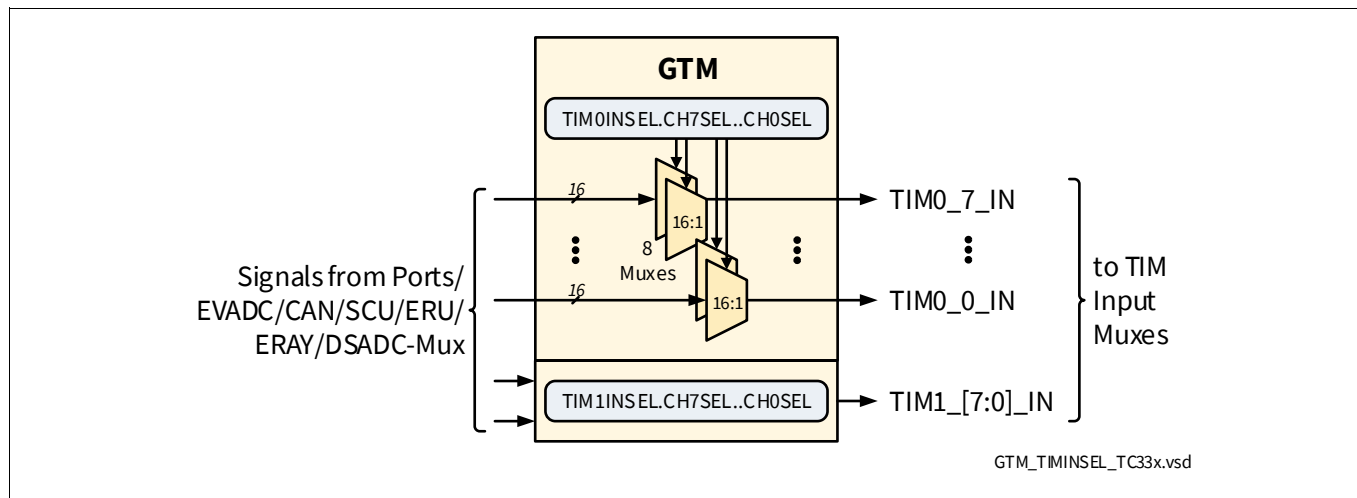 GTM
TIM0INSEL.CH7SEL..CH0SEL
16
16:1
TIM0_7_IN
8
Muxes
Signals from Ports/
EVADC/CAN/SCU/ERU/
ERAY/DSADC-Mux
16
16:1
TIM0_0_IN
to TIM
Input
Muxes
TIM1INSEL.CH7SEL..CH0SEL
TIM1_[7:0]_IN
GTM_TIMINSEL_TC33x.vsd